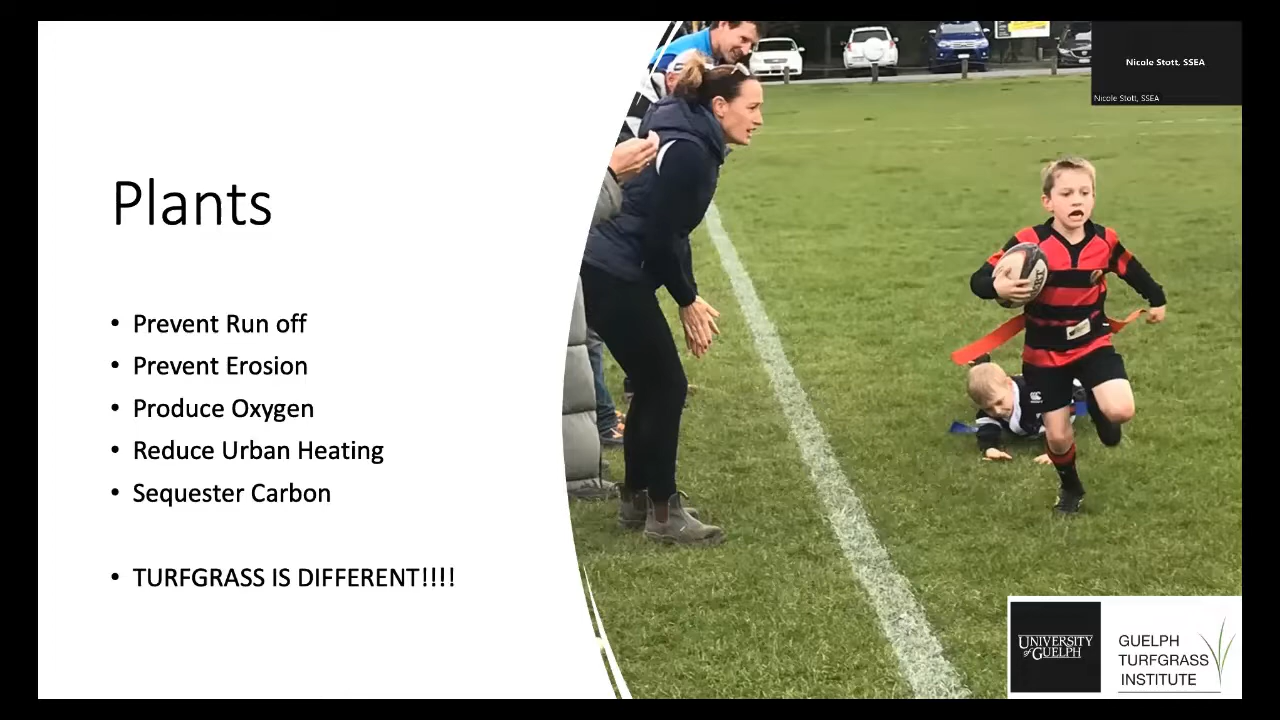 Nicole Stott, SSEA
Nicole Stott, SSEA
Plants
• Prevent Run off
• Prevent Erosion
• Produce Oxygen
• Reduce Urban Heating
• Sequester Carbon
• TURFGRASS IS DIFFERENT!!!!
UNIVERSITY
of GUELPH
GUELPH
TURFGRASS
INSTITUTE